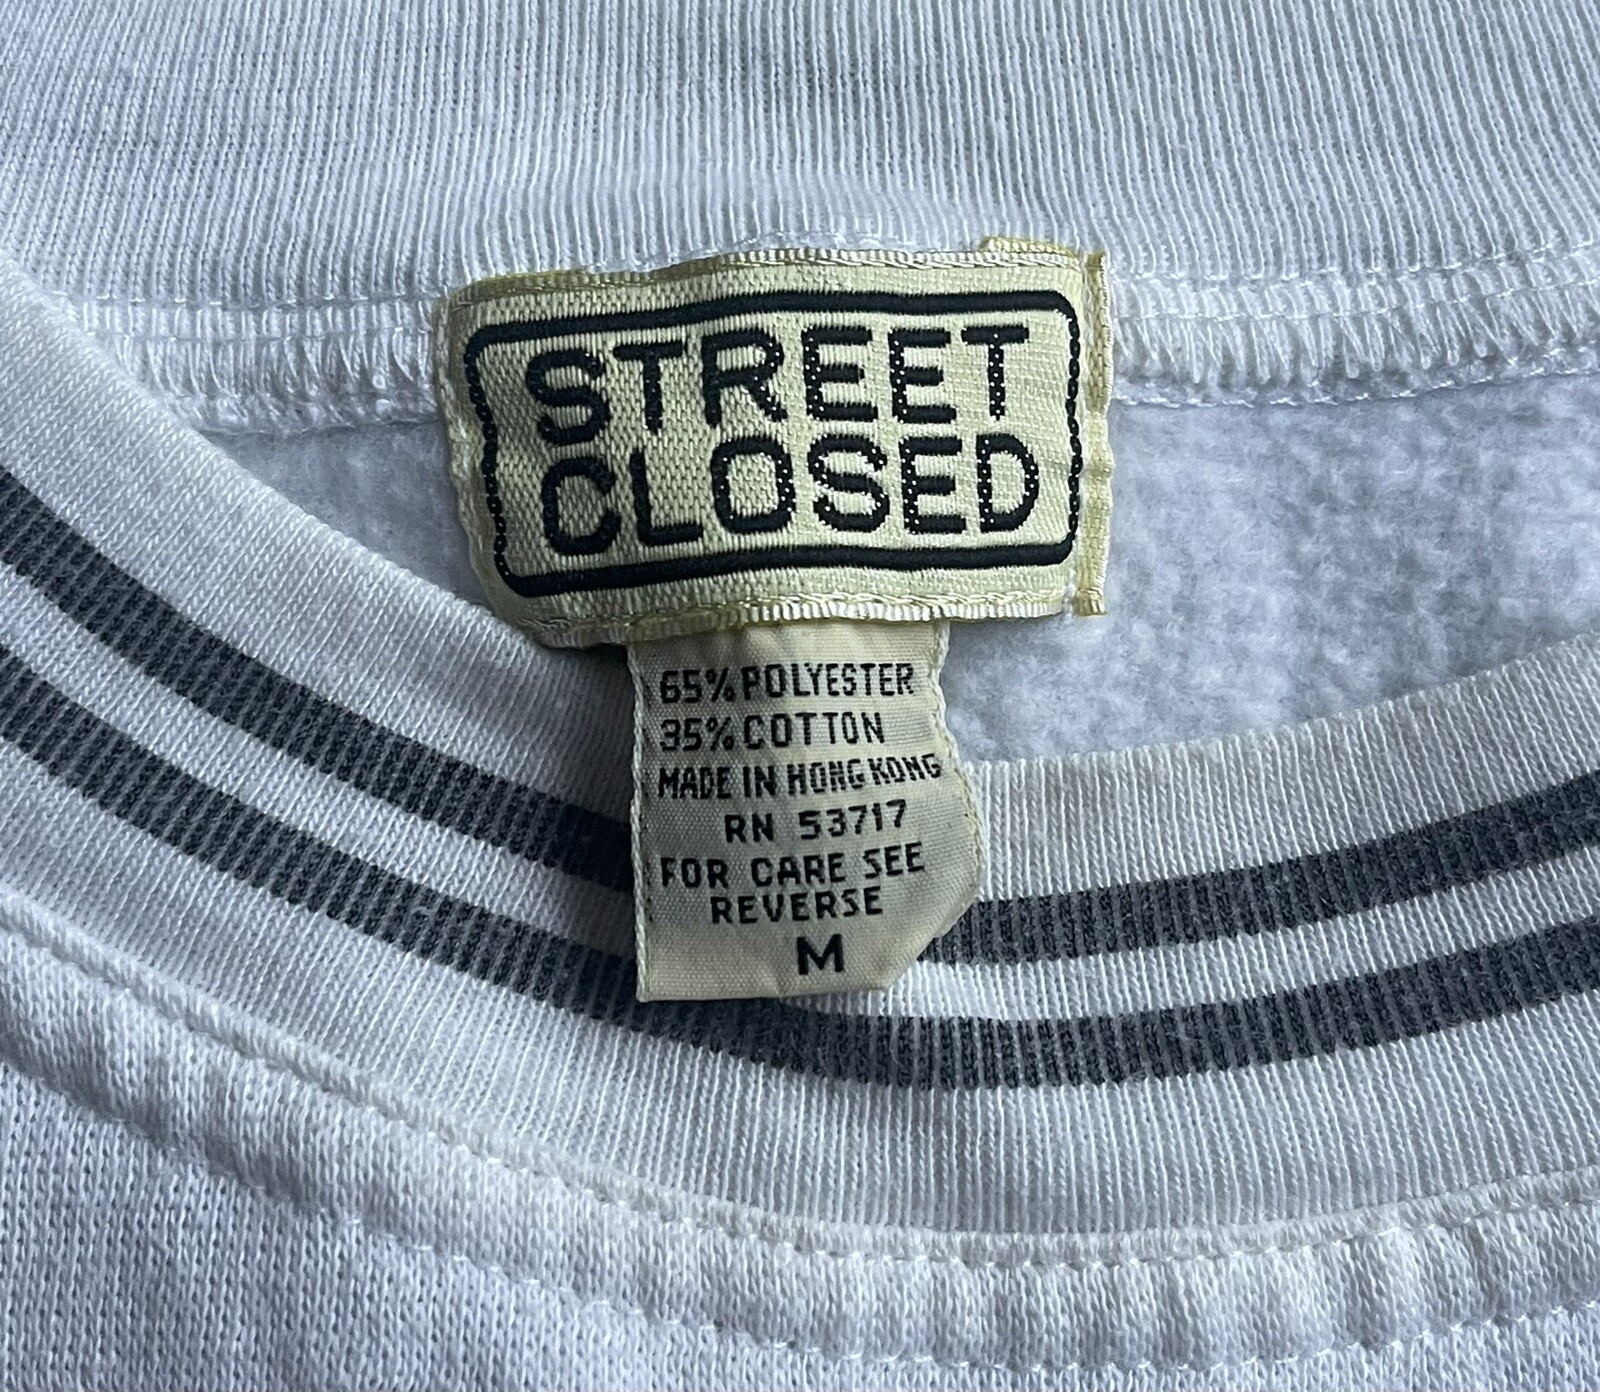 STREET
CLOSED
65% POLYESTER
35% COTTON
MADE IN HONG KONG
RN 53717
FOR CARE SEE
REVERSE
M